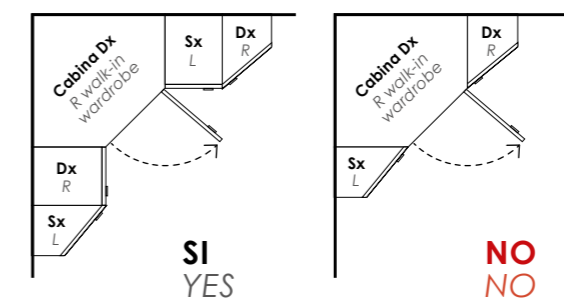 Cabina Dx
R walk-in
wardrobe
Sx
L
Dx
R
Dx
R
Sx
L
SI
YES
Cabina Dx
R walk-in
wardrobe
Dx
R
Sx
L
NO
NO